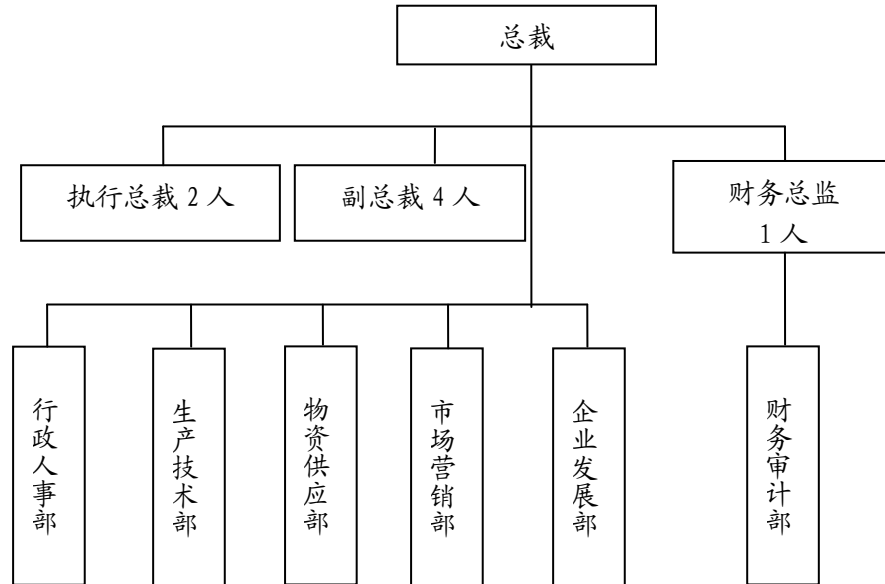 总裁
执行总裁 2 人
副总裁 4 人
财务总监
1 人
行政人事部
生产技术部
物资供应部
市场营销部
企业发展部
财务审计部